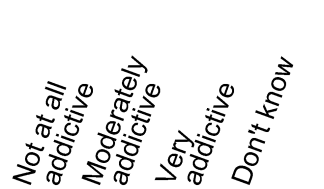 Not at all
addictive
Moderately
addictive
Very
addictive
Don't know